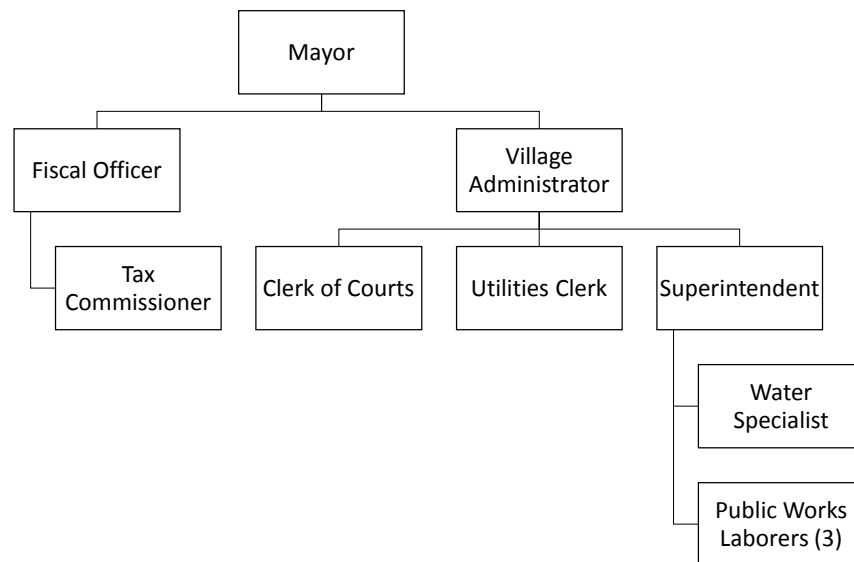 Mayor
Fiscal Officer
Village
Administrator
Tax
Commissioner
Clerk of Courts
Utilities Clerk
Superintendent
Water
Specialist
Public Works
Laborers (3)